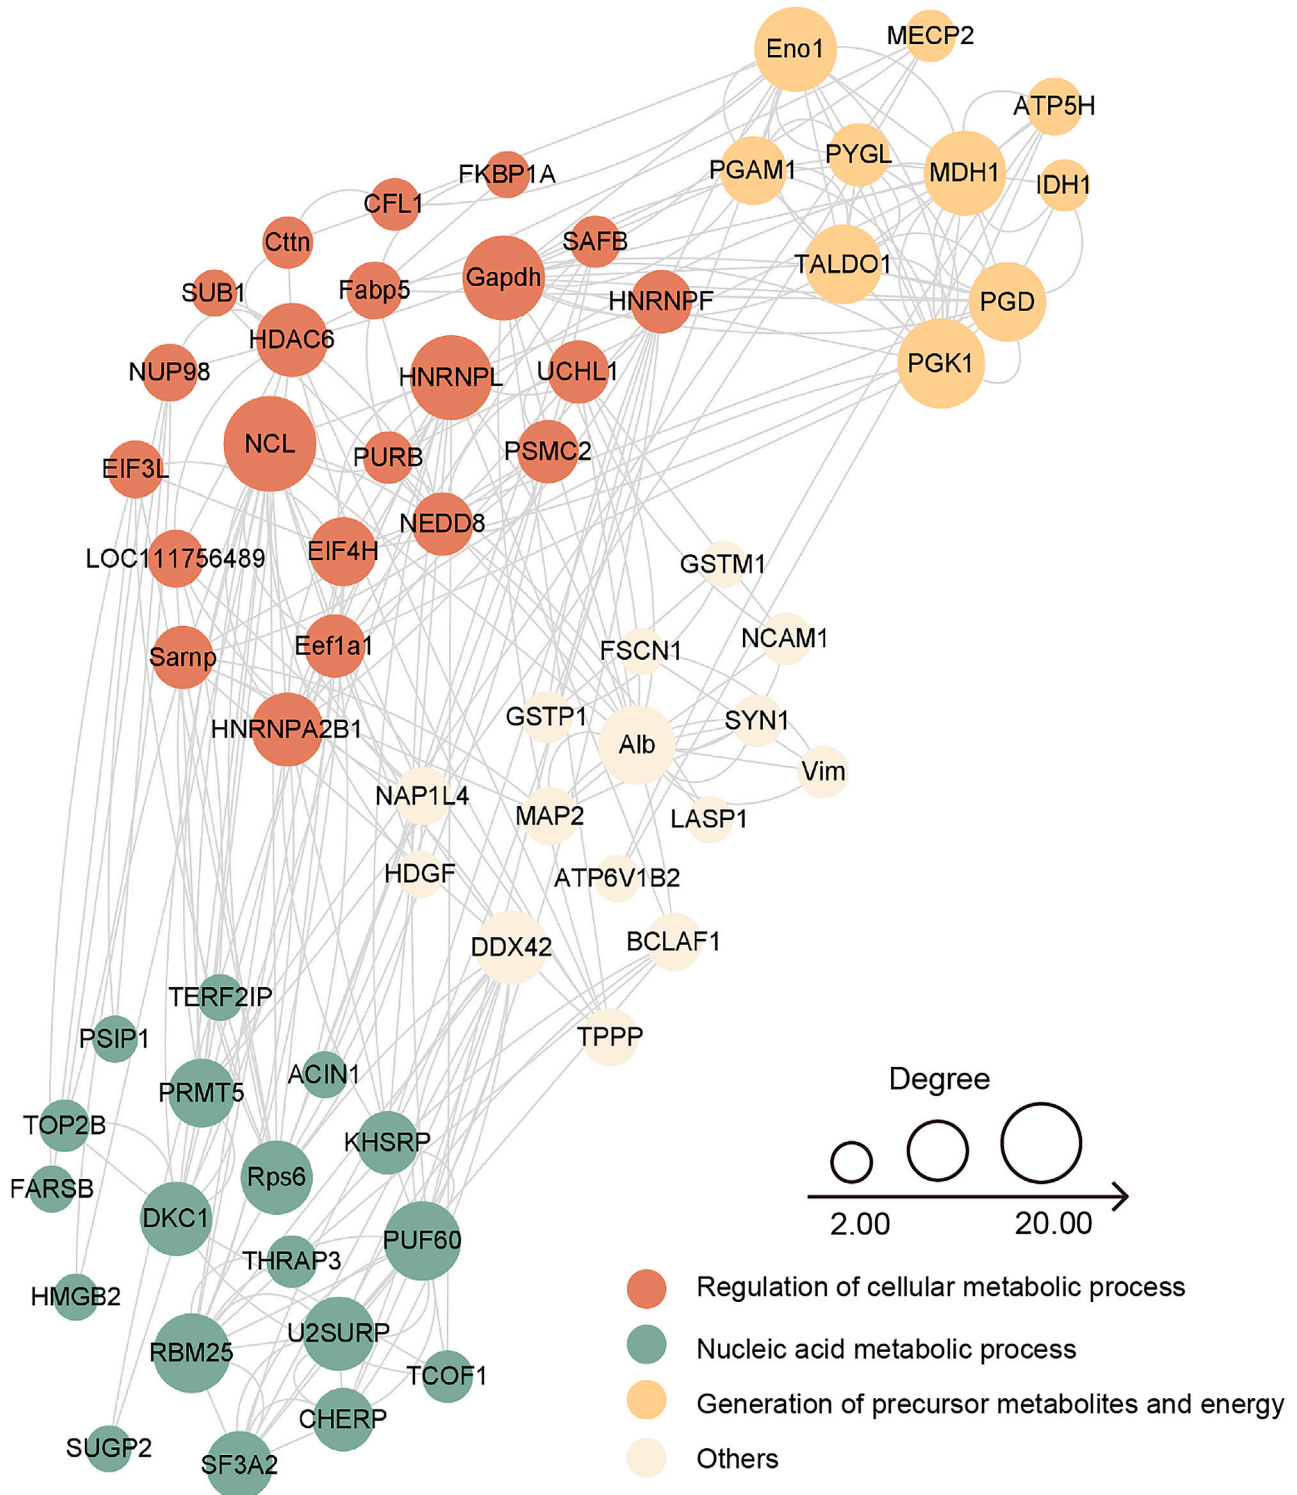 Eno1
MECP2
ATP5H
PGAM1
PYGL
MDH1
IDH1
FKBP1A
CFL1
Cttn
SAFB
TALDO1
Gapdh
SUB1
Fabp5
HNRNPF
PGD
HDAC6
NUP98
HNRNPL
UCHL1
PGK1
NCL
EIF3L
PURB
PSMC2
NEDD8
LOC111756489
EIF4H
GSTM1
Sarnp
Eef1a1
FSCN1
NCAM1
HNRNPA2B1
GSTP1
Alb
SYN1
Vim
NAP1L4
MAP2
LASP1
HDGF
ATP6V1B2
DDX42
BCLAF1
TERF2IP
PSIP1
TPPP
PRMT5
ACIN1
Degree
TOP2B
KHSRP
FARSB
Rps6
DKC1
2.00
20.00
PUF60
THRAP3
HMGB2
Regulation of cellular metabolic process
U2SURP
RBM25
Nucleic acid metabolic process
TCOF1
Generation of precursor metabolites and energy
CHERP
SUGP2
SF3A2
Others